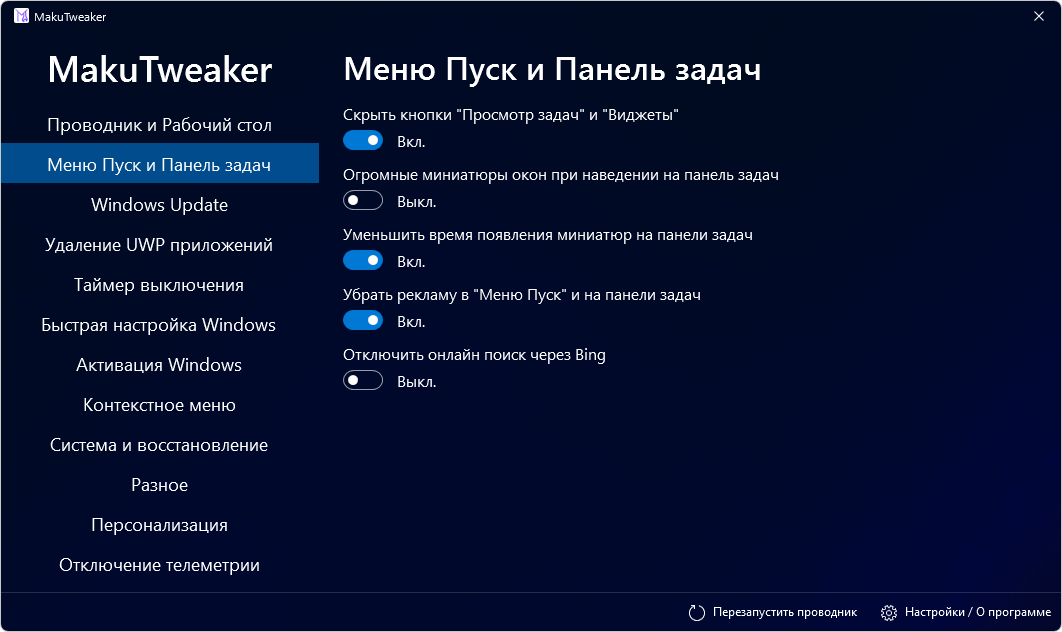 MakuTweaker
MakuTweaker
Проводник и Рабочий стол
Меню Пуск и Панель задач
Windows Update
Удаление UWP приложений
Таймер выключения
Быстрая настройка Windows
Активация Windows
Контекстное меню
Система и восстановление
Разное
Персонализация
Отключение телеметрии
Меню Пуск и Панель задач
Скрыть кнопки "Просмотр задач" и "Виджеты"
Вкл.
Огромные миниатюры окон при наведении на панель задач
Выкл.
Уменьшить время появления миниатюр на панели задач
Вкл.
Убрать рекламу в "Меню Пуск" и на панели задач
Вкл.
Отключить онлайн поиск через Bing
Выкл.
Перезапустить проводник
Настройки / О программе